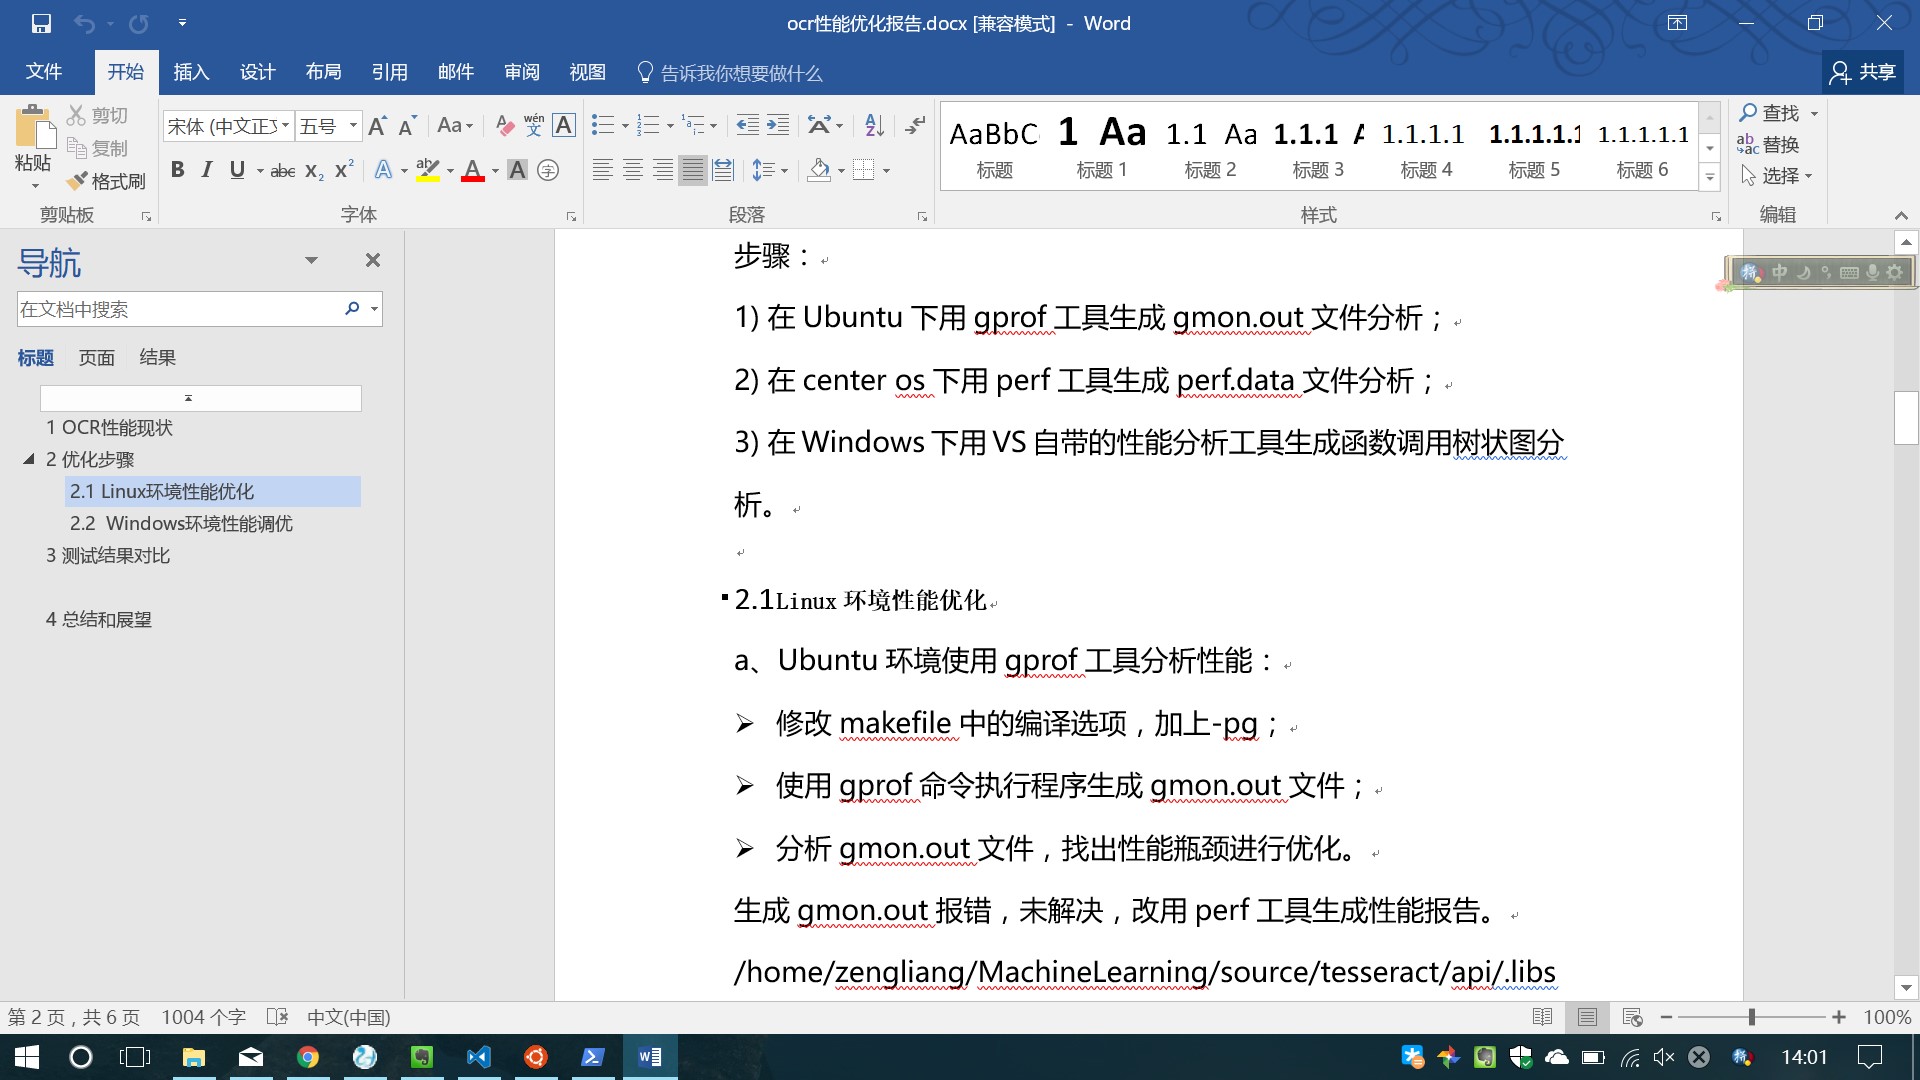 ocr性能优化报告.docx [兼容模式] - Word
文件 开始 插入 设计 布局 引用 邮件 审阅 视图 告诉我你想要做什么 共享
粘贴 剪切 复制 格式刷 剪贴板
宋体 (中文正文 五号 Aa wén 文 A
B I U abc X₂ X² A ab A A 字
字体
段落
AaBbC 1 Aa 1.1 Aa 1.1.1 A 1.1.1.1 1.1.1.1.1 1.1.1.1.1
标题 标题 1 标题 2 标题 3 标题 4 标题 5 标题 6
样式
查找
替换
选择
编辑
导航
在文档中搜索
标题 页面 结果
1 OCR性能现状
2 优化步骤
2.1 Linux环境性能优化
2.2 Windows环境性能调优
3 测试结果对比
4 总结和展望
步骤：
1) 在 Ubuntu 下用 gprof 工具生成 gmon.out 文件分析；
2) 在 center os 下用 perf 工具生成 perf.data 文件分析；
3) 在 Windows 下用 VS 自带的性能分析工具生成函数调用树状图分
析。
2.1Linux 环境性能优化
a、Ubuntu 环境使用 gprof 工具分析性能：
➢ 修改 makefile 中的编译选项，加上-pg；
➢ 使用 gprof 命令执行程序生成 gmon.out 文件；
➢ 分析 gmon.out 文件，找出性能瓶颈进行优化。
生成 gmon.out 报错，未解决，改用 perf 工具生成性能报告。
/home/zengliang/MachineLearning/source/tesseract/api/.libs
拼 中
第 2 页，共 6 页 1004 个字 中文(中国) 100%
14:01